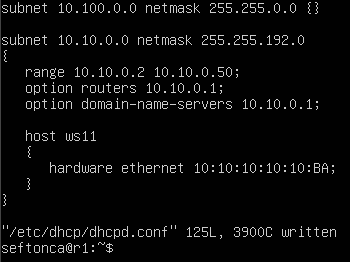 subnet 10.100.0.0 netmask 255.255.0.0 {}
subnet 10.10.0.0 netmask 255.255.192.0
{
range 10.10.0.2 10.10.0.50;
option routers 10.10.0.1;
option domain-name-servers 10.10.0.1;
host ws11
{
hardware ethernet 10:10:10:10:10:BA;
}
}
"/etc/dhcp/dhcpd.conf" 125L, 3900C written
seftonca@r1:~$